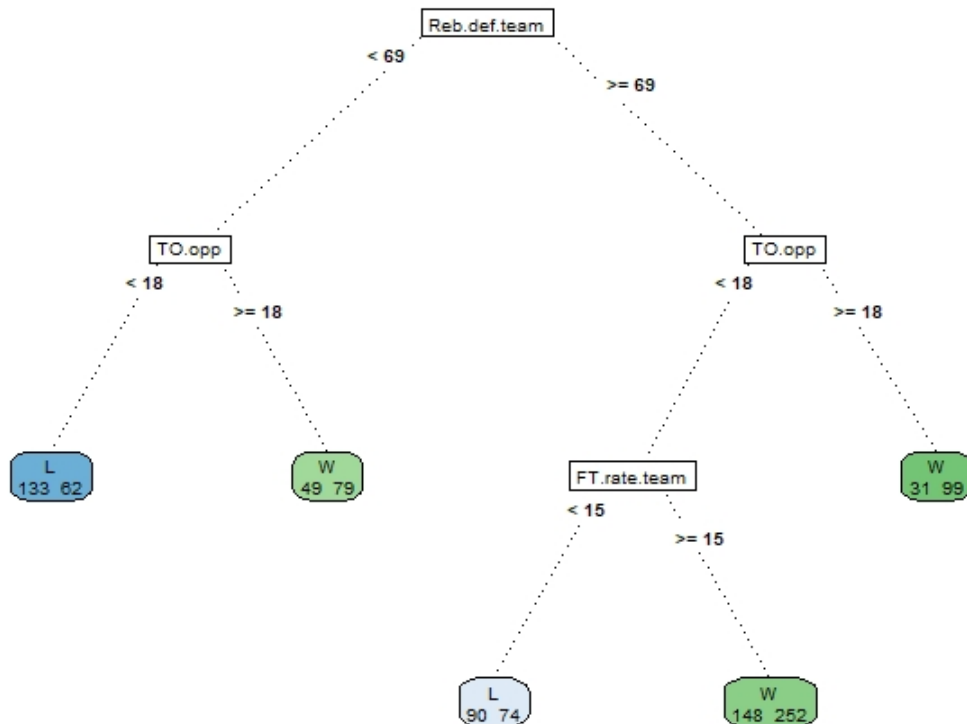 Reb.def.team
< 69
>= 69
TO.opp
TO.opp
< 18
>= 18
< 18
>= 18
L
133 62
W
49 79
FT.rate.team
W
31 99
< 15
>= 15
L
90 74
W
148 252